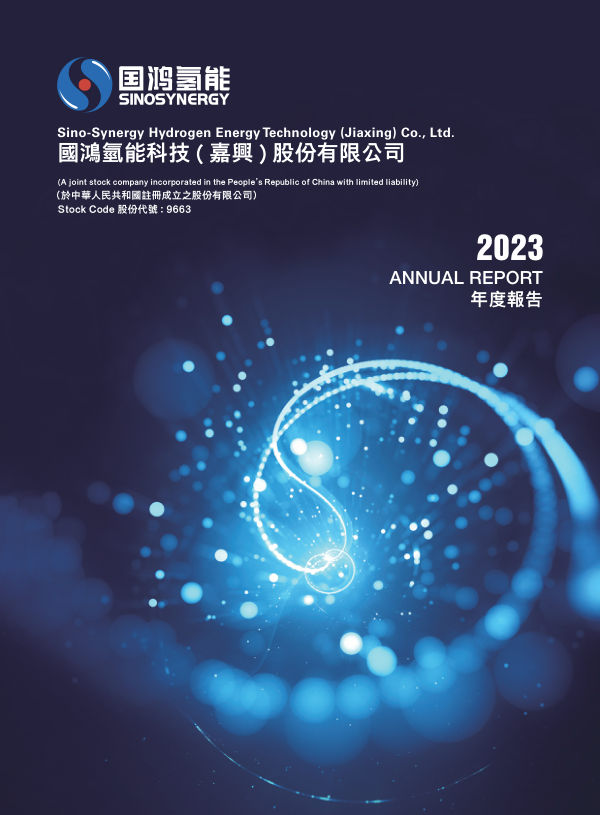 国鸿氢能
SINOSYNERGY
Sino-Synergy Hydrogen Energy Technology (Jiaxing) Co., Ltd.
國鴻氫能科技（嘉興）股份有限公司
(A joint stock company incorporated in the People's Republic of China with limited liability)
（於中華人民共和國註冊成立之股份有限公司）
Stock Code 股份代號 : 9663
2023
ANNUAL REPORT
年度報告